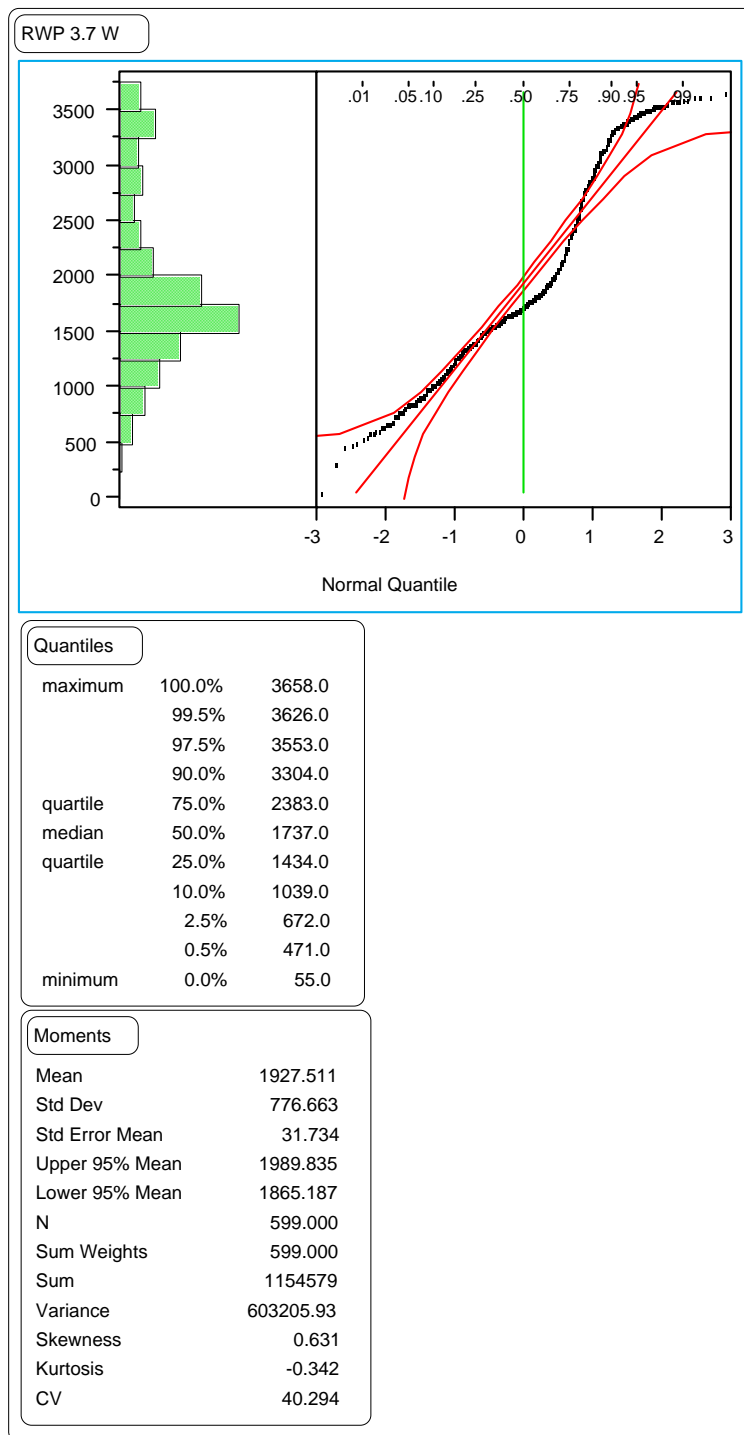 RWP 3.7 W
.01 .05 .10 .25 .50 .75 .90 .95 .99
3500
3000
2500
2000
1500
1000
500
0
-3 -2 -1 0 1 2 3
Normal Quantile
Quantiles
maximum 100.0% 3658.0
99.5% 3626.0
97.5% 3553.0
90.0% 3304.0
quartile 75.0% 2383.0
median 50.0% 1737.0
quartile 25.0% 1434.0
10.0% 1039.0
2.5% 672.0
0.5% 471.0
minimum 0.0% 55.0
Moments
Mean 1927.511
Std Dev 776.663
Std Error Mean 31.734
Upper 95% Mean 1989.835
Lower 95% Mean 1865.187
N 599.000
Sum Weights 599.000
Sum 1154579
Variance 603205.93
Skewness 0.631
Kurtosis -0.342
CV 40.294